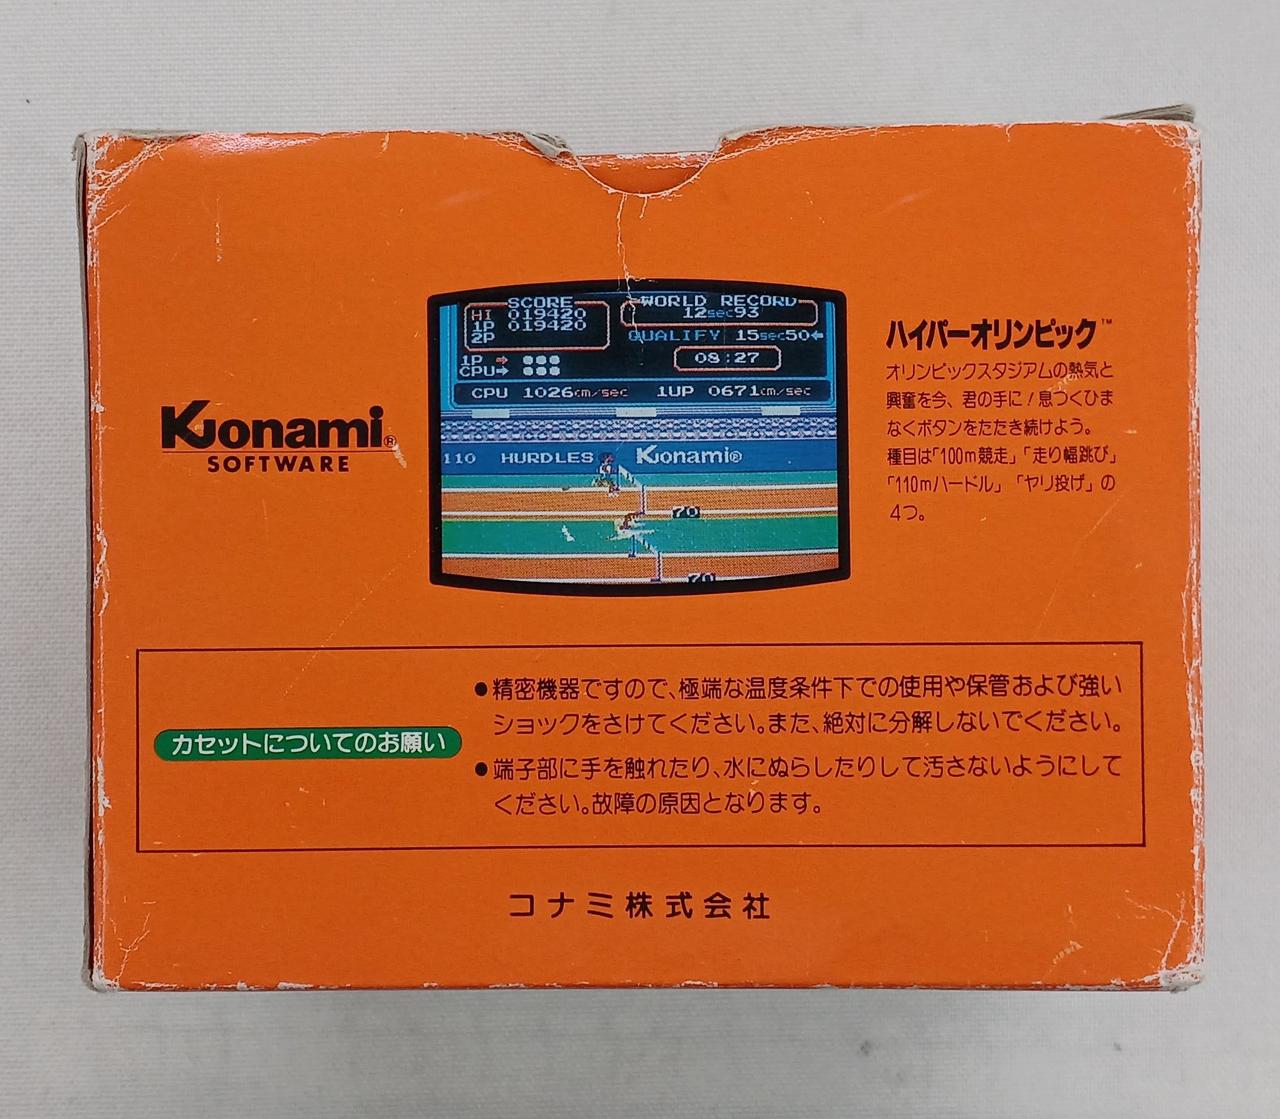 SCORE
HI 019420
1P 019420
2P
WORLD RECORD
12sec93
QUALIFY 15sec50←
08:27
1P →
CPU→
CPU 1026cm/sec 1UP 0671cm/sec
110 HURDLES Konami®
70
70
Konami®
SOFTWARE
ハイパーオリンピック™
オリンピックスタジアムの熱気と
興奮を今、君の手に!息つくひま
なくボタンをたたき続けよう。
種目は「100m競走」「走り幅跳び」
「110mハードル」「ヤリ投げ」の
4つ。
カセットについてのお願い
●精密機器ですので、極端な温度条件下での使用や保管および強い
ショックをさけてください。また、絶対に分解しないでください。
●端子部に手を触れたり、水にぬらしたりして汚さないようにして
ください。故障の原因となります。
コナミ株式会社